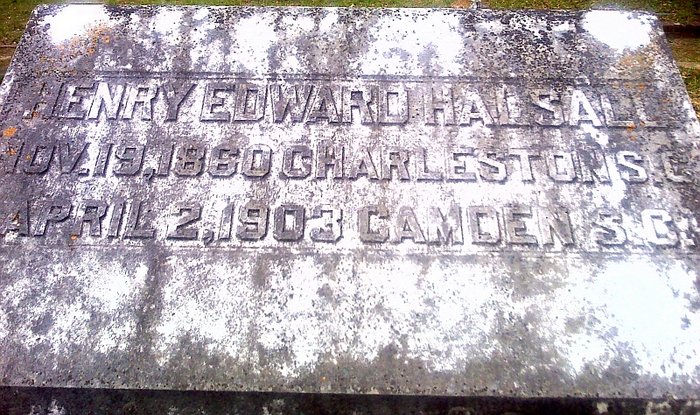 HENRY EDWARD HALSALL
NOV. 19, 1860 CHARLESTON S.C.
APRIL 2, 1903 CAMDEN S.C.